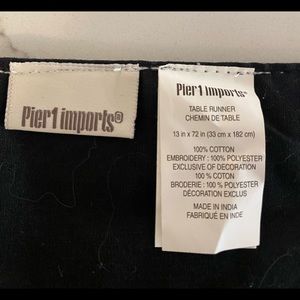 Pier1 imports®
Pier1 imports®
TABLE RUNNER
CHEMIN DE TABLE
13 in x 72 in (33 cm x 182 cm)
100% COTTON
EMBROIDERY : 100% POLYESTER
EXCLUSIVE OF DECORATION
100% COTON
BRODERIE : 100% POLYESTER
DÉCORATION EXCLUS
MADE IN INDIA
FABRIQUÉ EN INDE